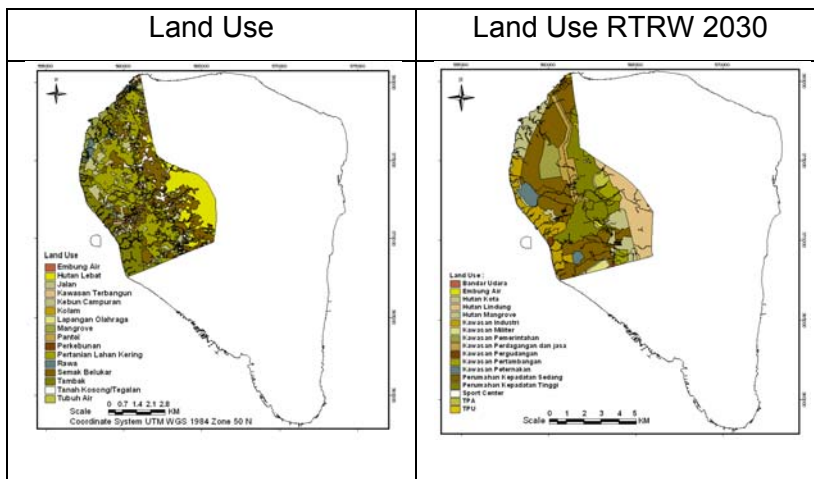 Land Use
Land Use RTRW 2030
Land Use
Embung Air
Hutan Lebat
Jalan
Kawasan Terbangun
Kebun Campuran
Kolam
Lapangan Olahraga
Mangrove
Pantai
Perkebunan
Pertanian Lahan Kering
Rawa
Semak Belukar
Tambak
Tanah Kosong/Tegalan
Tubuh Air
0 0.7 1.4 2.1 2.8
Scale KM
Coordinate System UTM WGS 1984 Zone 50 N
Land Use :
Bandar Udara
Embung Air
Hutan Kota
Hutan Lindung
Hutan Mangrove
Kawasan Industri
Kawasan Militer
Kawasan Pemerintahan
Kawasan Perdagangan dan jasa
Kawasan Pergudangan
Kawasan Pertambangan
Kawasan Peternakan
Perumahan Kepadatan Sedang
Perumahan Kepadatan Tinggi
Sport Center
TPA
TPU
0 1 2 3 4 5
Scale KM